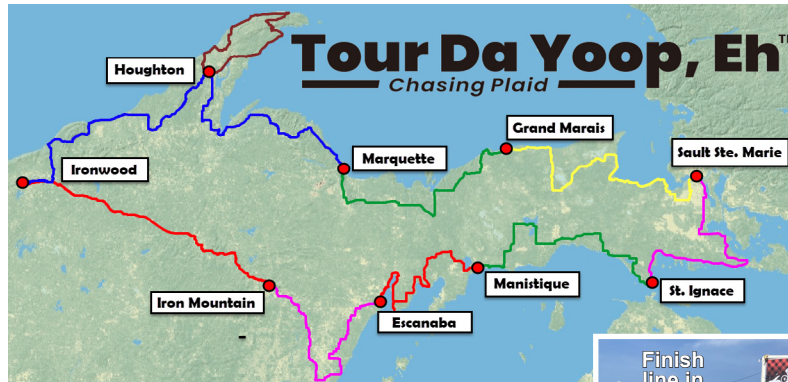 Tour Da Yoop, Eh™
Chasing Plaid
Houghton
Grand Marais
Marquette
Sault Ste. Marie
Ironwood
Manistique
St. Ignace
Iron Mountain
Escanaba
Finish
line in